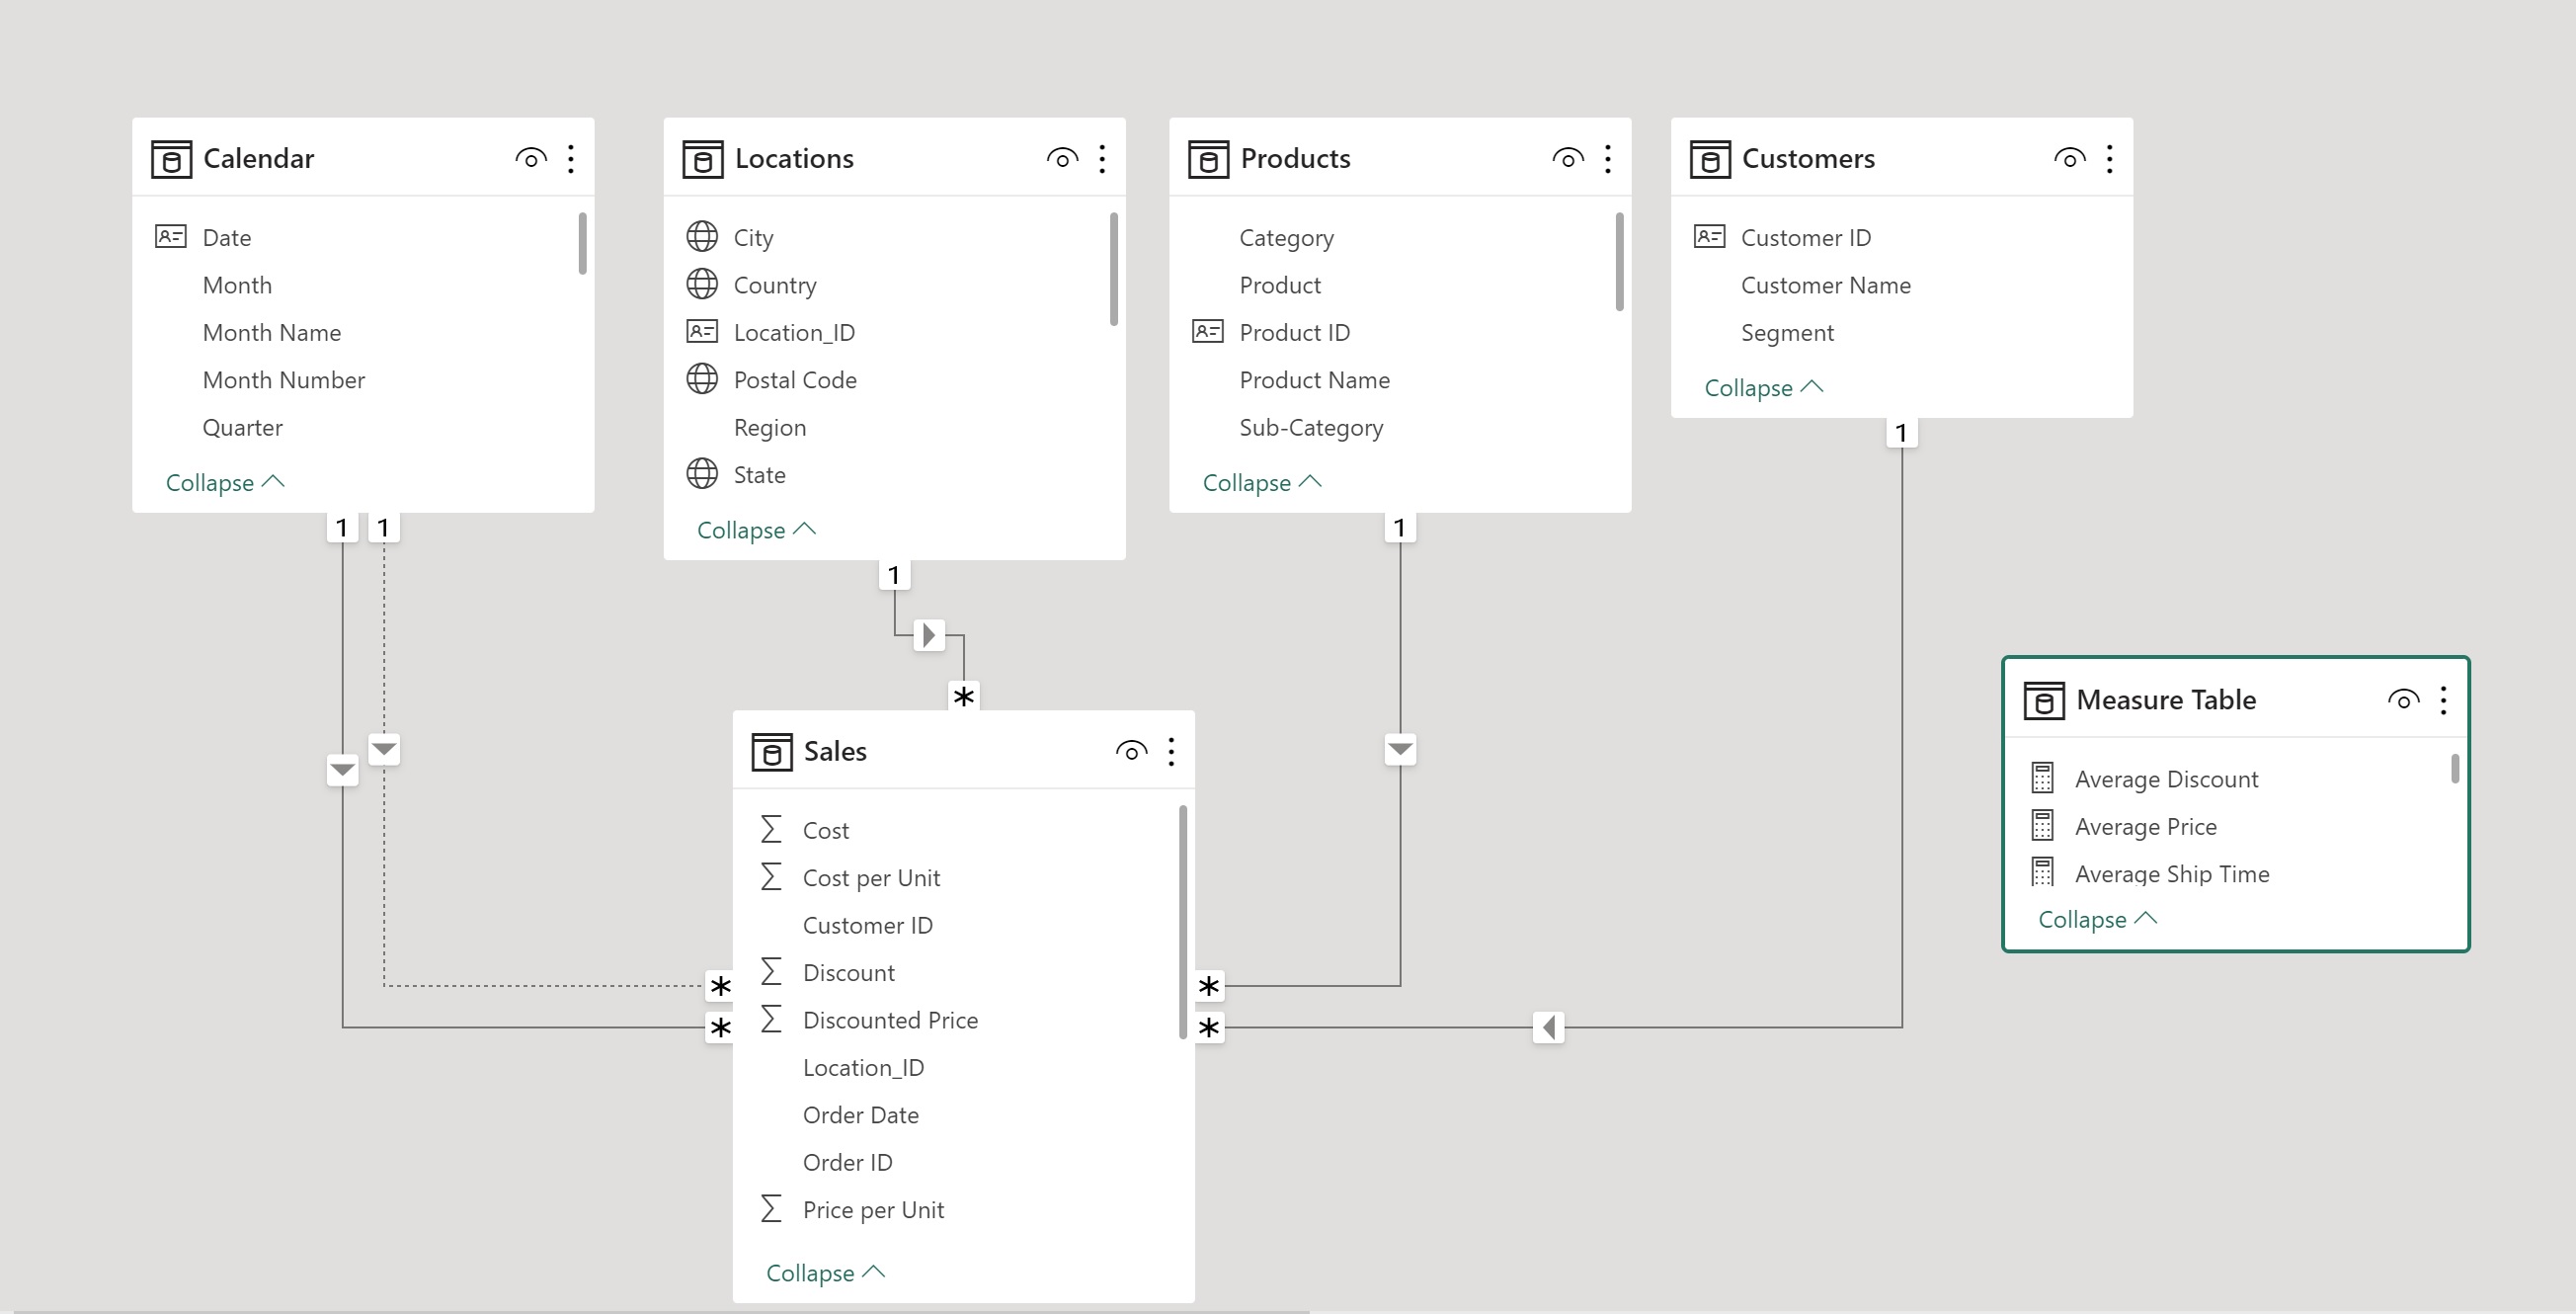 Calendar
Date
Month
Month Name
Month Number
Quarter
Collapse
1
1
Locations
City
Country
Location_ID
Postal Code
Region
State
Collapse
1
*
Products
Category
Product
Product ID
Product Name
Sub-Category
Collapse
1
Customers
Customer ID
Customer Name
Segment
Collapse
1
Sales
Cost
Cost per Unit
Customer ID
Discount
Discounted Price
Location_ID
Order Date
Order ID
Price per Unit
Collapse
*
*
*
*
Measure Table
Average Discount
Average Price
Average Ship Time
Collapse